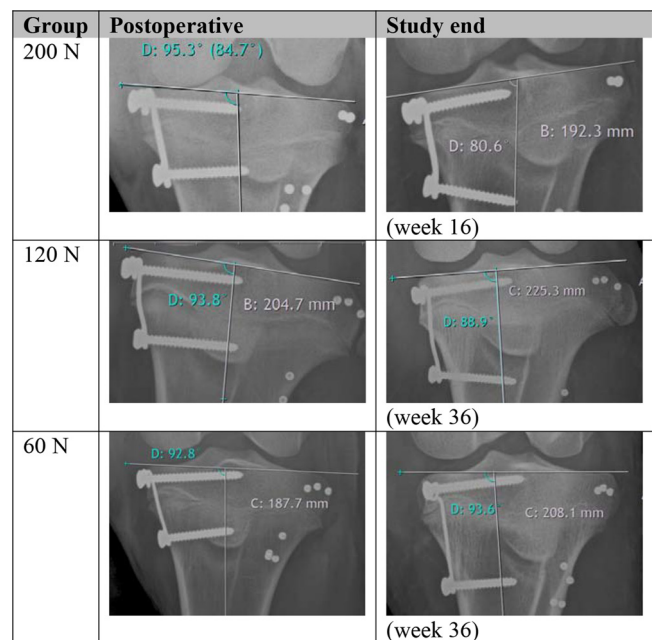 Group Postoperative Study end
200 N
D: 95.3˚ (84.7˚)
D: 80.6
B: 192.3 mm
(week 16)
120 N
D: 93.8˚
B: 204.7 mm
C: 225.3 mm
D: 88.9˚
(week 36)
60 N
D: 92.8
C: 187.7 mm
D: 93.6˚
C: 208.1 mm
(week 36)